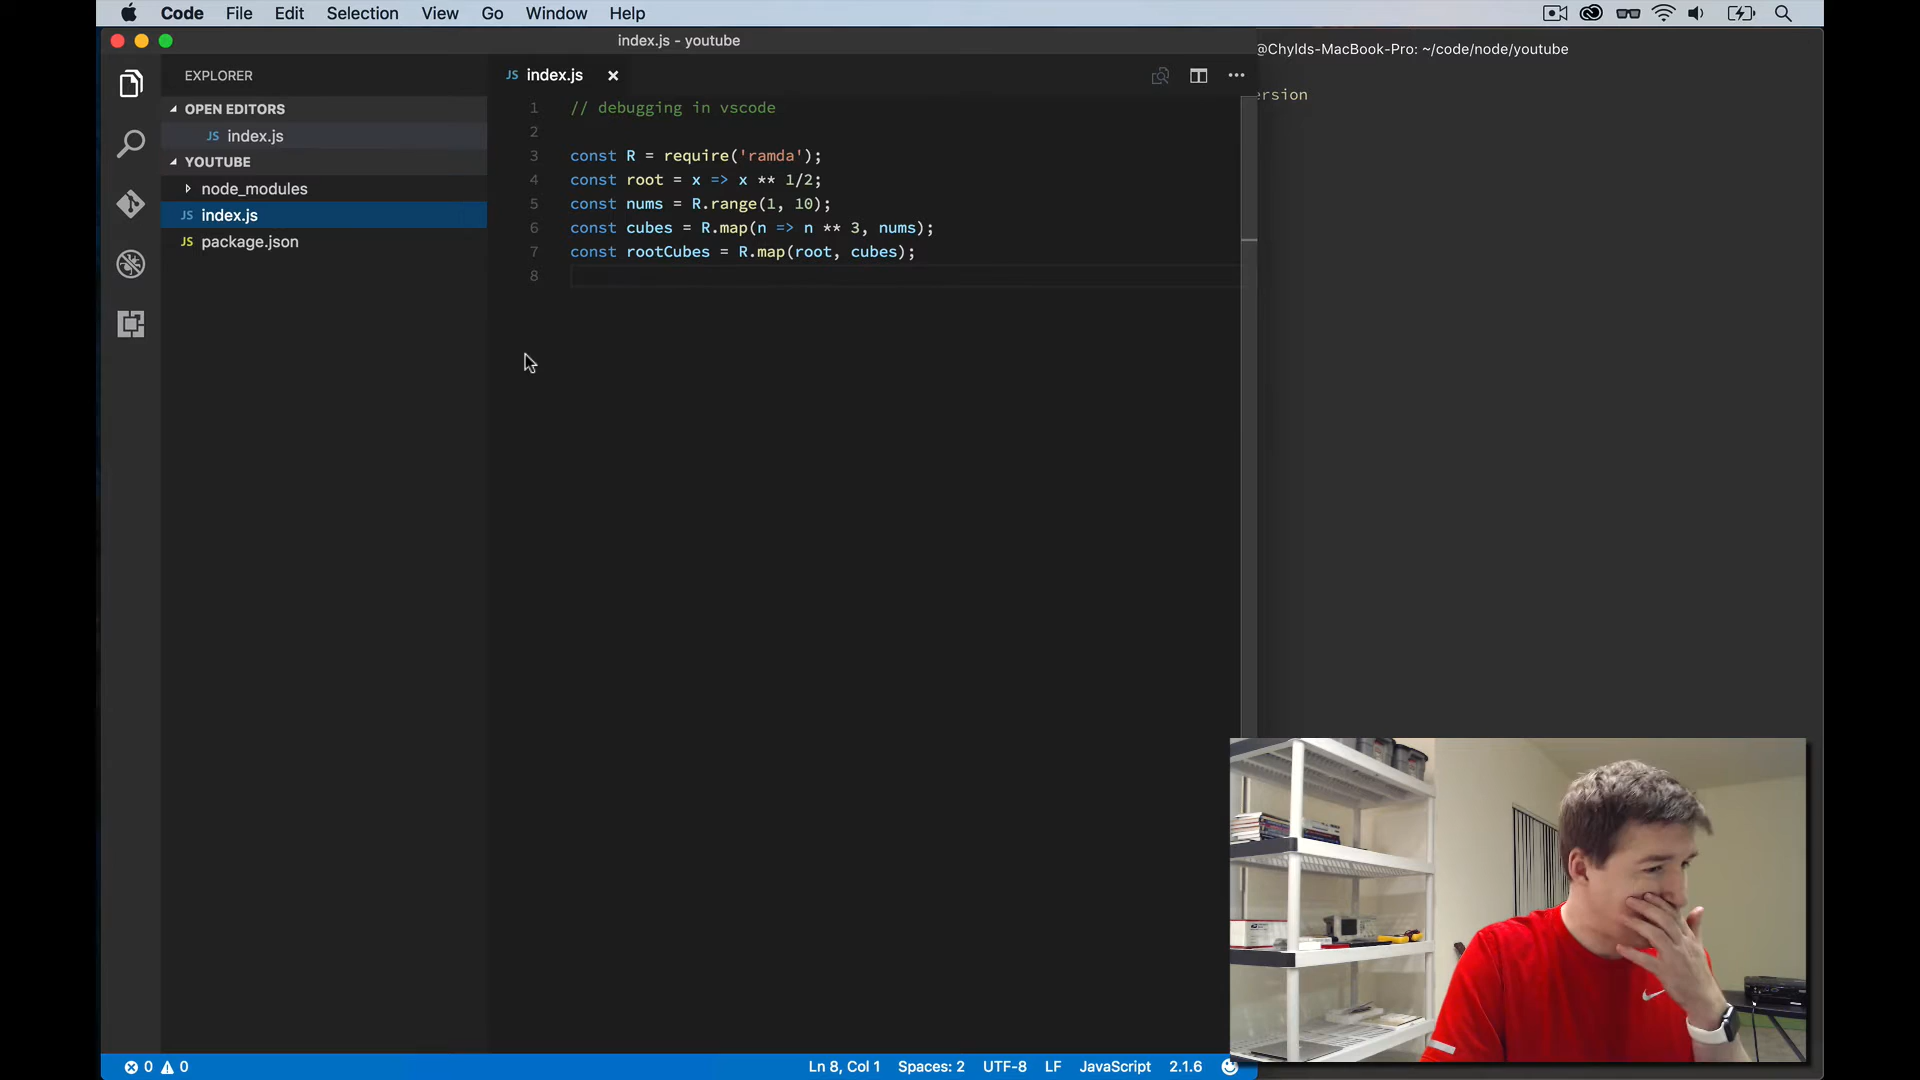 Code File Edit Selection View Go Window Help
index.js - youtube
@Chylds-MacBook-Pro: ~/code/node/youtube
EXPLORER
JS index.js
ersion
OPEN EDITORS
JS index.js
YOUTUBE
node_modules
JS index.js
JS package.json
1 // debugging in vscode
2
3 const R = require('ramda');
4 const root = x => x ** 1/2;
5 const nums = R.range(1, 10);
6 const cubes = R.map(n => n ** 3, nums);
7 const rootCubes = R.map(root, cubes);
8
0 0 Ln 8, Col 1 Spaces: 2 UTF-8 LF JavaScript 2.1.6